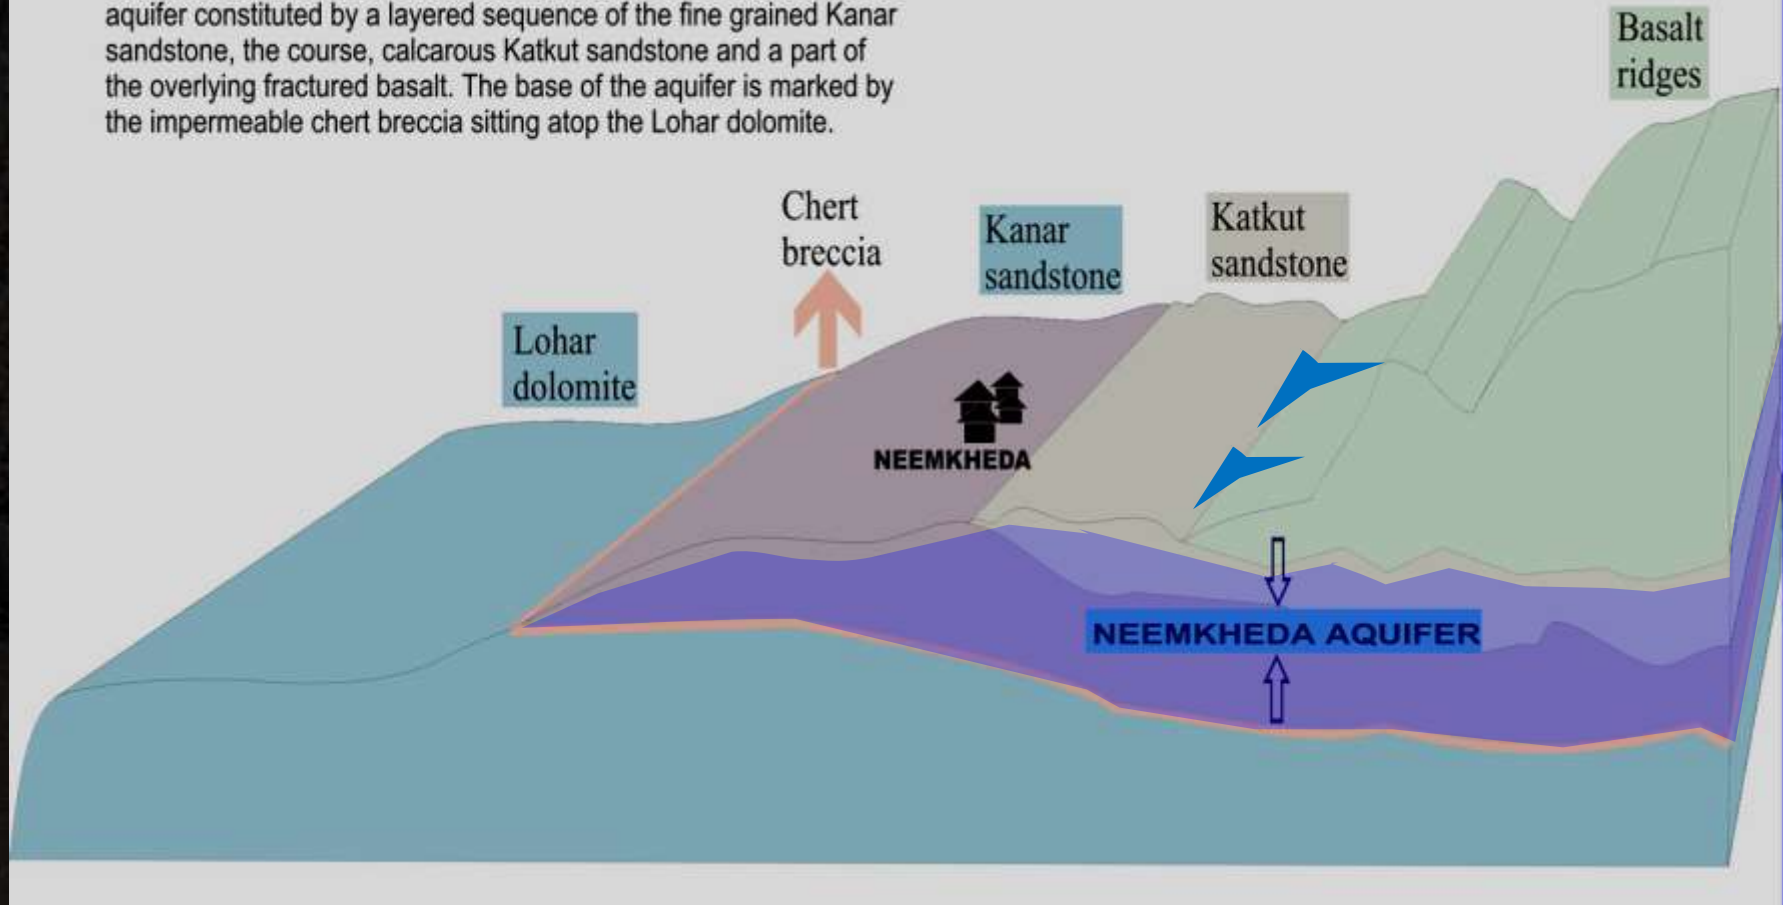 aquifer constituted by a layered sequence of the fine grained Kanar
sandstone, the course, calcarous Katkut sandstone and a part of
the overlying fractured basalt. The base of the aquifer is marked by
the impermeable chert breccia sitting atop the Lohar dolomite.
Basalt
ridges
Chert
breccia
Kanar
sandstone
Katkut
sandstone
Lohar
dolomite
NEEMKHEDA
NEEMKHEDA AQUIFER